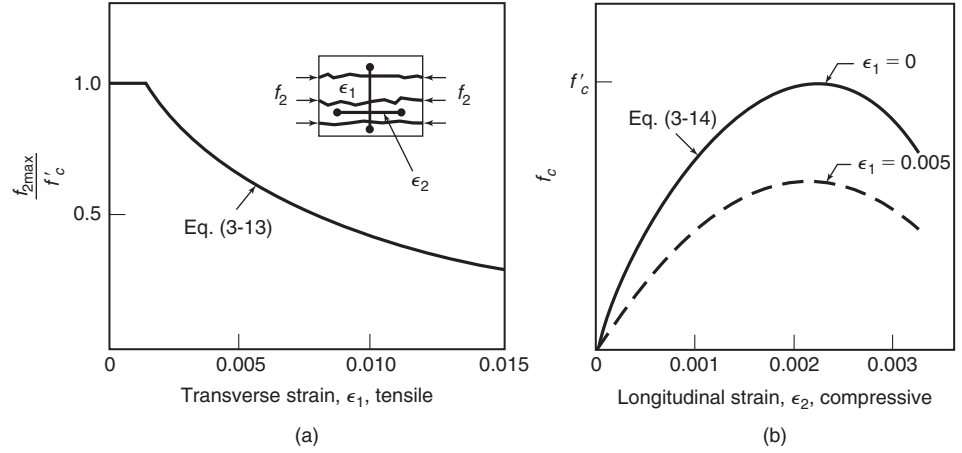 1.0
0.5
0
0.005
0.010
0.015
f2max
f′c
Transverse strain, ϵ1, tensile
Eq. (3-13)
f2
ϵ1
f2
ϵ2
(a)
f′c
fc
Eq. (3-14)
ϵ1 = 0
ϵ1 = 0.005
0
0.001
0.002
0.003
Longitudinal strain, ϵ2, compressive
(b)